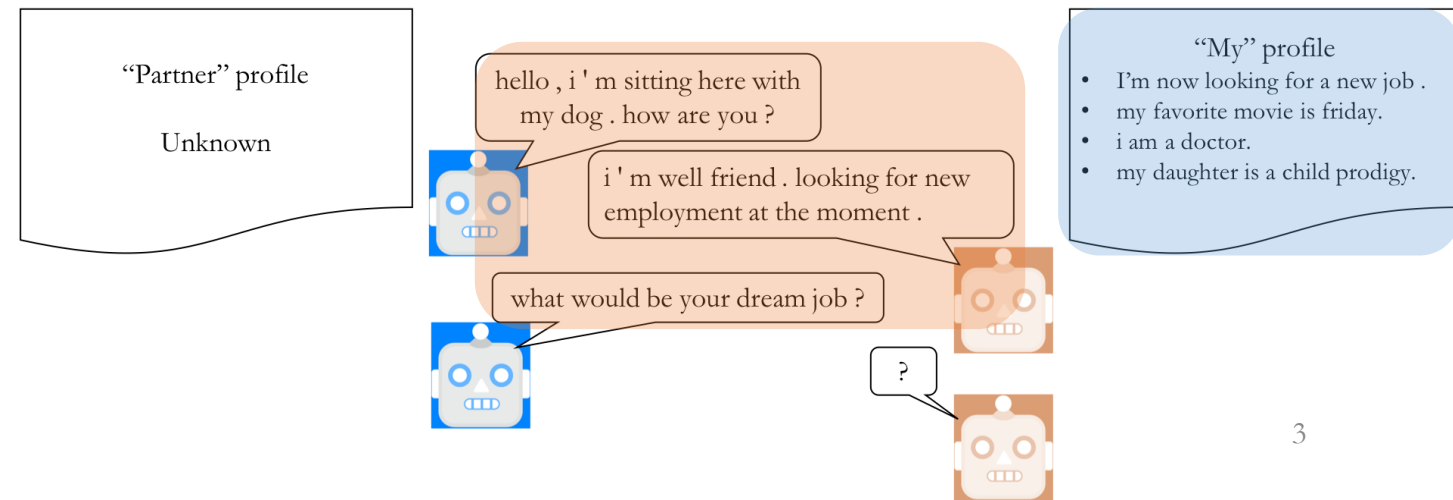 “Partner” profile
Unknown
hello , i ' m sitting here with
my dog . how are you ?
i ' m well friend . looking for new
employment at the moment .
what would be your dream job ?
?
“My” profile
• I’m now looking for a new job .
• my favorite movie is friday.
• i am a doctor.
• my daughter is a child prodigy.
3